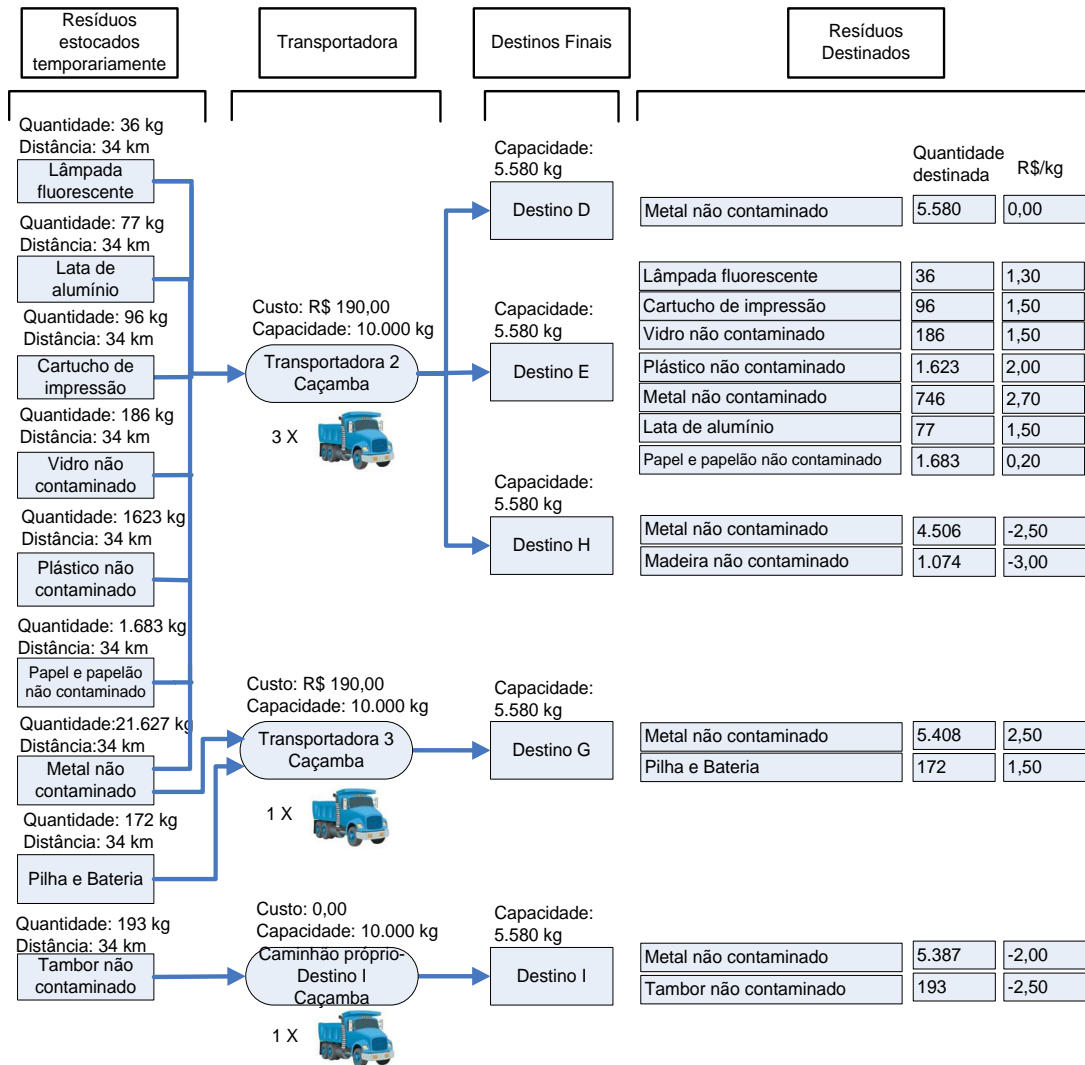 Resíduos
estocados
temporariamente
Transportadora
Destinos Finais
Resíduos
Destinados
Quantidade: 36 kg
Distância: 34 km
Lâmpada
fluorescente
Quantidade: 77 kg
Distância: 34 km
Lata de
alumínio
Quantidade: 96 kg
Distância: 34 km
Cartucho de
impressão
Quantidade: 186 kg
Distância: 34 km
Vidro não
contaminado
Quantidade: 1623 kg
Distância: 34 km
Plástico não
contaminado
Quantidade: 1.683 kg
Distância: 34 km
Papel e papelão
não contaminado
Quantidade:21.627 kg
Distância:34 km
Metal não
contaminado
Quantidade: 172 kg
Distância: 34 km
Pilha e Bateria
Quantidade: 193 kg
Distância: 34 km
Tambor não
contaminado
Custo: R$ 190,00
Capacidade: 10.000 kg
Transportadora 2
Caçamba
3 X
Custo: R$ 190,00
Capacidade: 10.000 kg
Transportadora 3
Caçamba
1 X
Custo: 0,00
Capacidade: 10.000 kg
Caminhão próprio-
Destino I
Caçamba
1 X
Capacidade:
5.580 kg
Destino D
Capacidade:
5.580 kg
Destino E
Capacidade:
5.580 kg
Destino H
Capacidade:
5.580 kg
Destino G
Capacidade:
5.580 kg
Destino I
Quantidade
destinada
R$/kg
Metal não contaminado 5.580 0,00
Lâmpada fluorescente 36 1,30
Cartucho de impressão 96 1,50
Vidro não contaminado 186 1,50
Plástico não contaminado 1.623 2,00
Metal não contaminado 746 2,70
Lata de alumínio 77 1,50
Papel e papelão não contaminado 1.683 0,20
Metal não contaminado 4.506 -2,50
Madeira não contaminado 1.074 -3,00
Metal não contaminado 5.408 2,50
Pilha e Bateria 172 1,50
Metal não contaminado 5.387 -2,00
Tambor não contaminado 193 -2,50